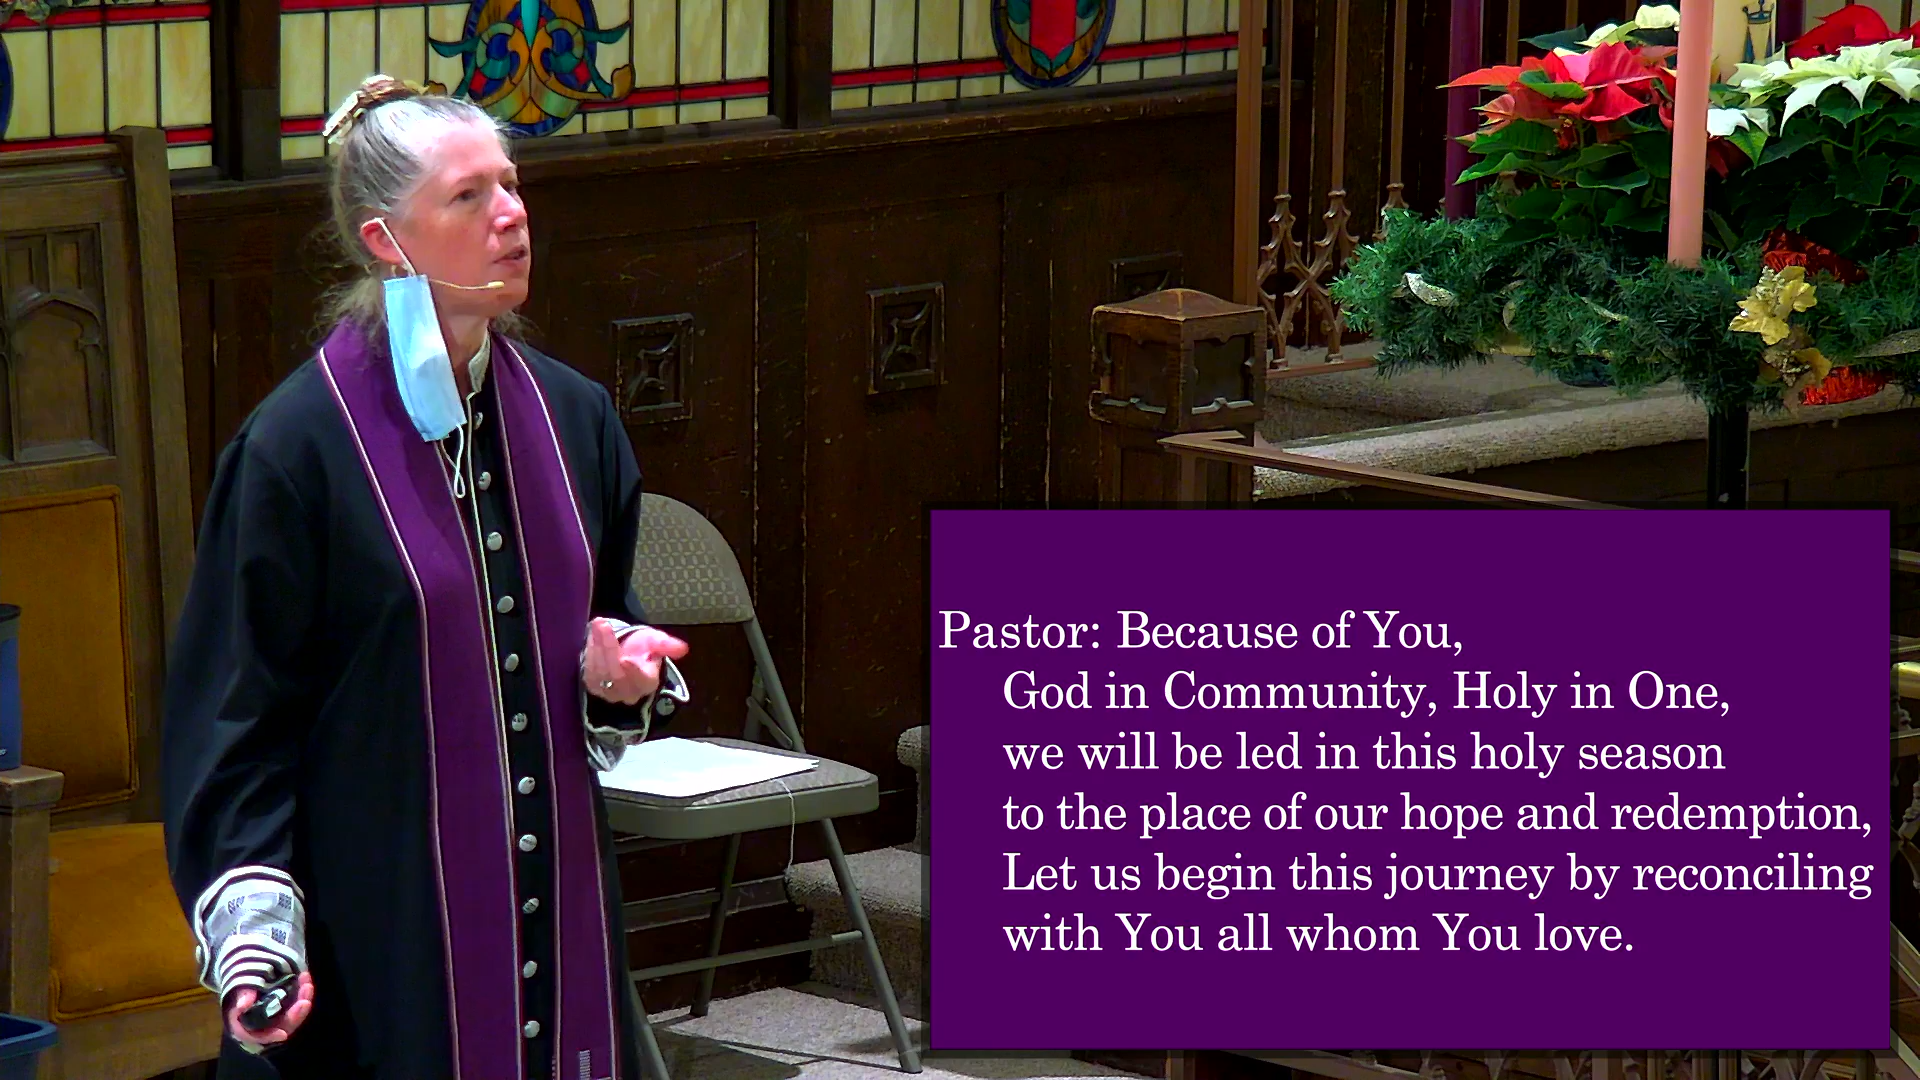 Pastor: Because of You,
God in Community, Holy in One,
we will be led in this holy season
to the place of our hope and redemption,
Let us begin this journey by reconciling
with You all whom You love.